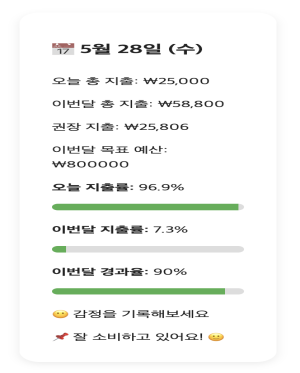 📅 5월 28일 (수)
오늘 총 지출: ₩25,000
이번달 총 지출: ₩58,800
권장 지출: ₩25,806
이번달 목표 예산:
₩800000
오늘 지출률: 96.9%
이번달 지출률: 7.3%
이번달 경과율: 90%
😐 감정을 기록해보세요
📌 잘 소비하고 있어요! 🙂